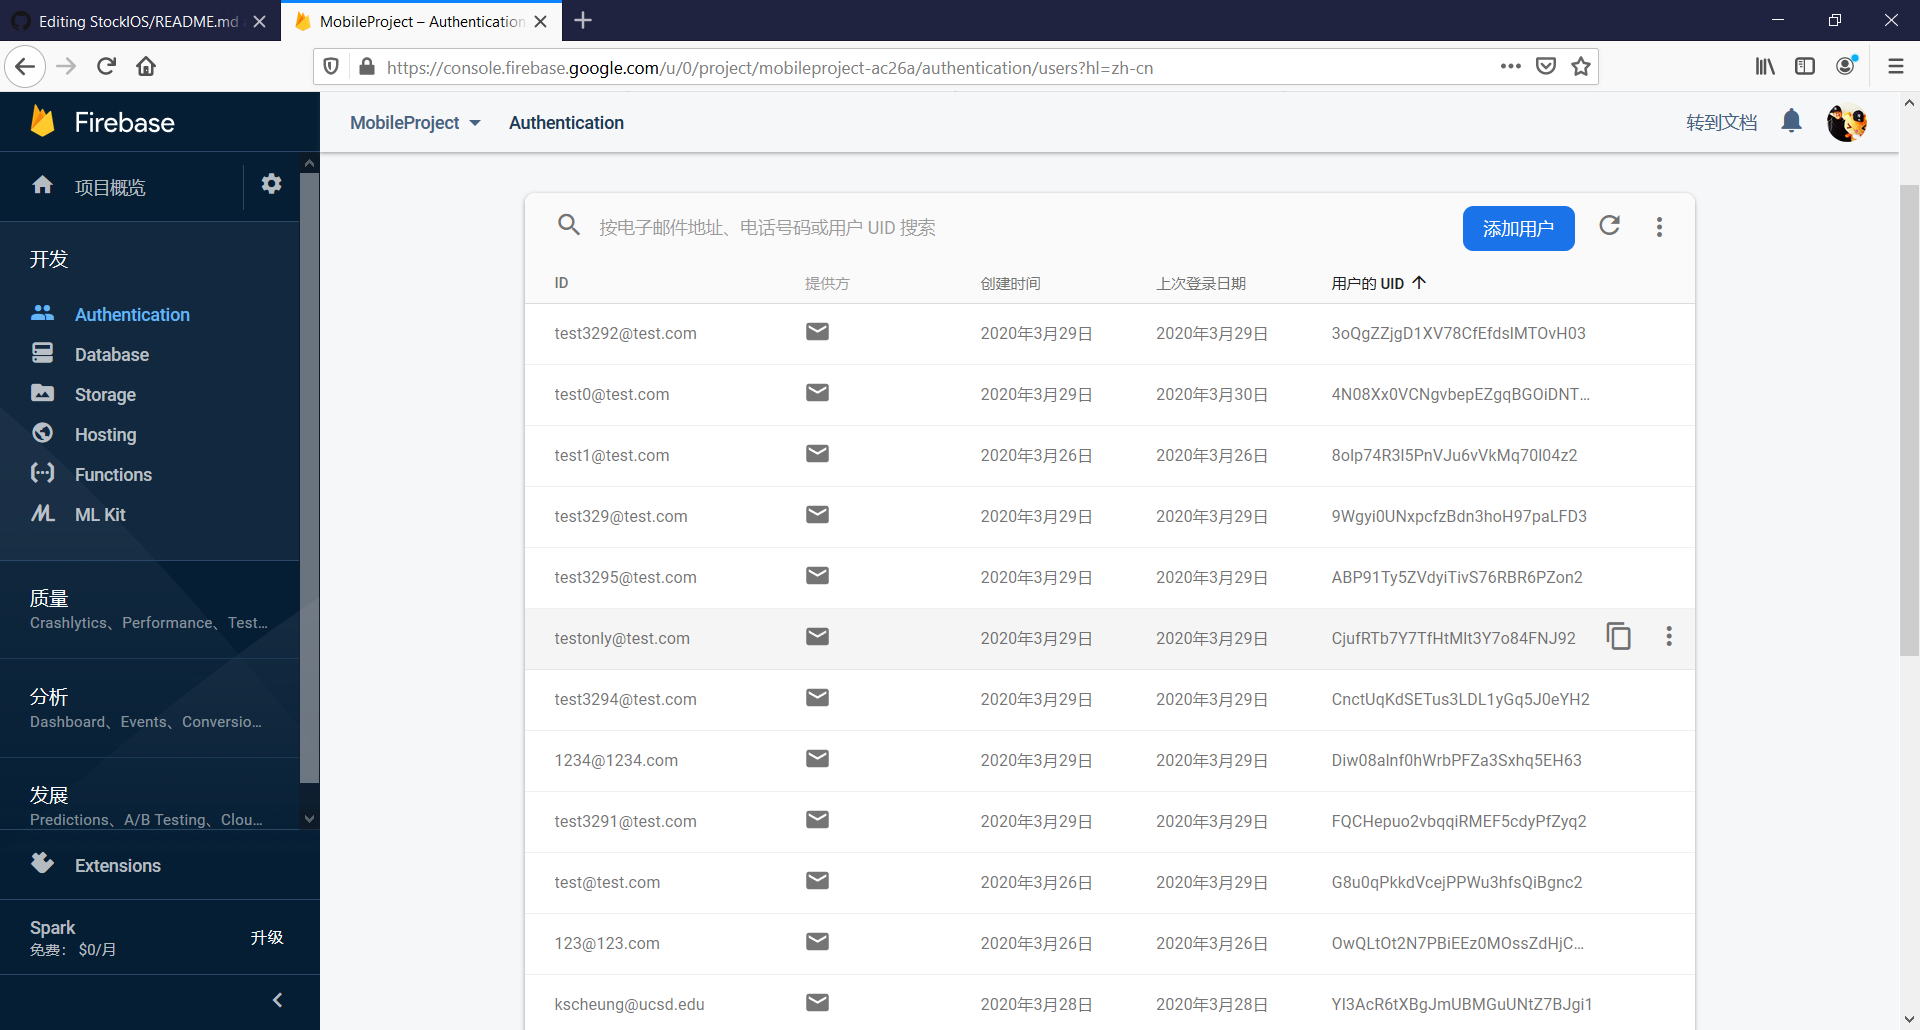 Editing StockIOS/README.md
MobileProject – Authentication
https://console.firebase.google.com/u/0/project/mobileproject-ac26a/authentication/users?hl=zh-cn
Firebase
MobileProject
Authentication
转到文档
项目概览
开发
Authentication
Database
Storage
Hosting
Functions
ML Kit
质量
Crashlytics、Performance、Test...
分析
Dashboard、Events、Conversio...
发展
Predictions、A/B Testing、Clou...
Extensions
Spark
免费： $0/月
升级
按电子邮件地址、电话号码或用户 UID 搜索
添加用户
ID 提供方 创建时间 上次登录日期 用户的 UID
test3292@test.com 2020年3月29日 2020年3月29日 3oQgZZjgD1XV78CfEfdslMTOvH03
test0@test.com 2020年3月29日 2020年3月30日 4N08Xx0VCNgvbepEZgqBGOiDNT...
test1@test.com 2020年3月26日 2020年3月26日 8olp74R3I5PnVJu6vVkMq70l04z2
test329@test.com 2020年3月29日 2020年3月29日 9Wgyi0UNxpcfzBdn3hoH97paLFD3
test3295@test.com 2020年3月29日 2020年3月29日 ABP91Ty5ZVdyiTivS76RBR6PZon2
testonly@test.com 2020年3月29日 2020年3月29日 CjufRTb7Y7TfHtMIt3Y7o84FNJ92
test3294@test.com 2020年3月29日 2020年3月29日 CnctUqKdSETus3LDL1yGq5J0eYH2
1234@1234.com 2020年3月29日 2020年3月29日 Diw08aInf0hWrbPFZa3Sxhq5EH63
test3291@test.com 2020年3月29日 2020年3月29日 FQCHepuo2vbqqiRMEF5cdyPfZyq2
test@test.com 2020年3月26日 2020年3月29日 G8u0qPkkdVcejPPWu3hfsQiBgnc2
123@123.com 2020年3月26日 2020年3月26日 OwQLtOt2N7PBiEEz0MOssZdHjC...
kscheung@ucsd.edu 2020年3月28日 2020年3月28日 YI3AcR6tXBgJmUBMGuUNtZ7BJgi1